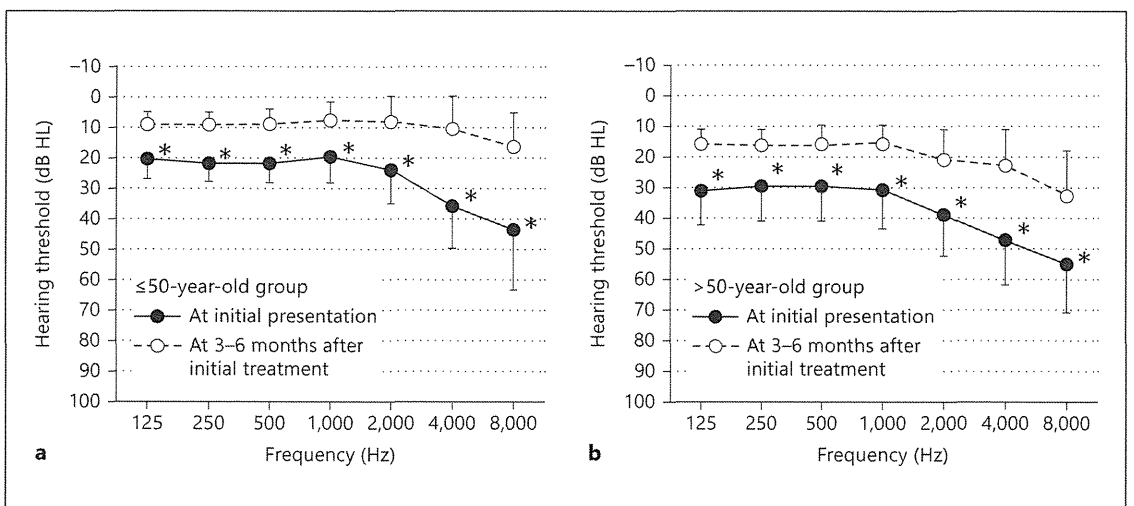 –10
0
10
20
30
40
50
60
70
80
90
100
Hearing threshold (dB HL)
* * * * * * *
≤50-year-old group
At initial presentation
At 3–6 months after
initial treatment
125 250 500 1,000 2,000 4,000 8,000
Frequency (Hz)
a
–10
0
10
20
30
40
50
60
70
80
90
100
Hearing threshold (dB HL)
* * * * * * *
>50-year-old group
At initial presentation
At 3–6 months after
initial treatment
125 250 500 1,000 2,000 4,000 8,000
Frequency (Hz)
b